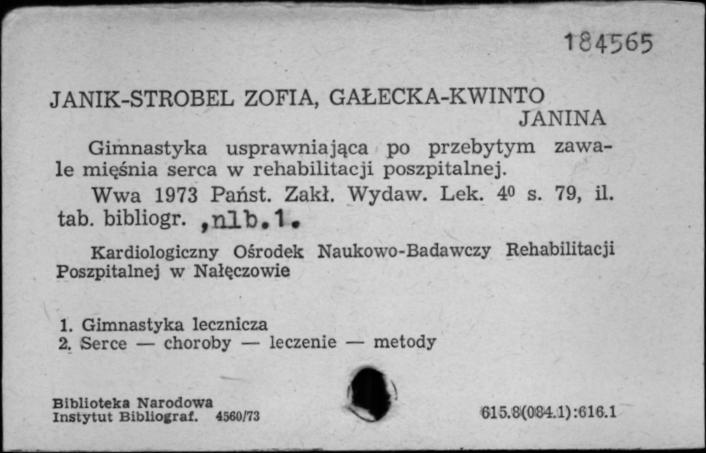 184565
JANIK-STROBEL ZOFIA, GAŁECKA-KWINTO
JANINA
Gimnastyka usprawniająca po przebytym zawa-
le mięśnia serca w rehabilitacji poszpitalnej.
Wwa 1973 Państ. Zakł. Wydaw. Lek. 4⁰ s. 79, il.
tab. bibliogr. ,nlb.1.
Kardiologiczny Ośrodek Naukowo-Badawczy Rehabilitacji
Poszpitalnej w Nałęczowie
1. Gimnastyka lecznicza
2. Serce — choroby — leczenie — metody
Biblioteka Narodowa
Instytut Bibliograf. 4560/73
615.8(084.1):616.1